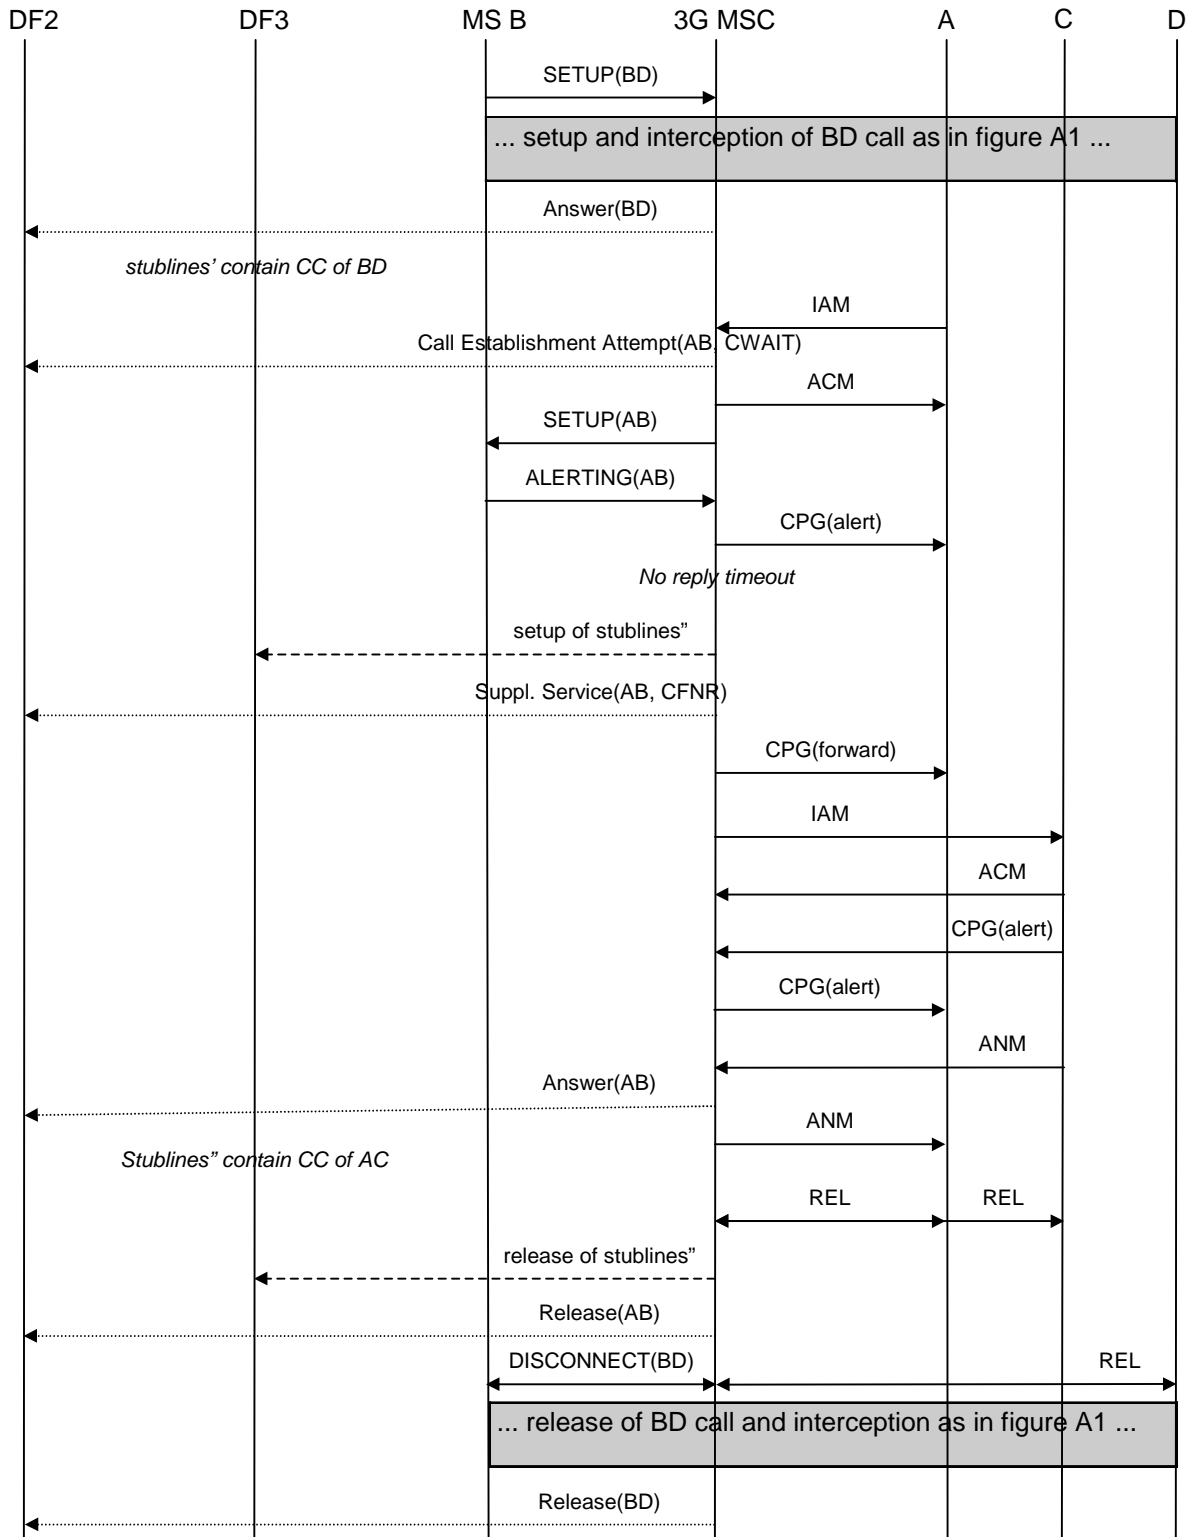 DF2 DF3 MS B 3G MSC A C D
SETUP(BD)
... setup and interception of BD call as in figure A1 ...
Answer(BD)
stublines’ contain CC of BD
IAM
Call Establishment Attempt(AB, CWAIT)
ACM
SETUP(AB)
ALERTING(AB)
CPG(alert)
No reply timeout
setup of stublines”
Suppl. Service(AB, CFNR)
CPG(forward)
IAM
ACM
CPG(alert)
CPG(alert)
ANM
Answer(AB)
ANM
Stublines” contain CC of AC
REL REL
release of stublines”
Release(AB)
DISCONNECT(BD) REL
... release of BD call and interception as in figure A1 ...
Release(BD)